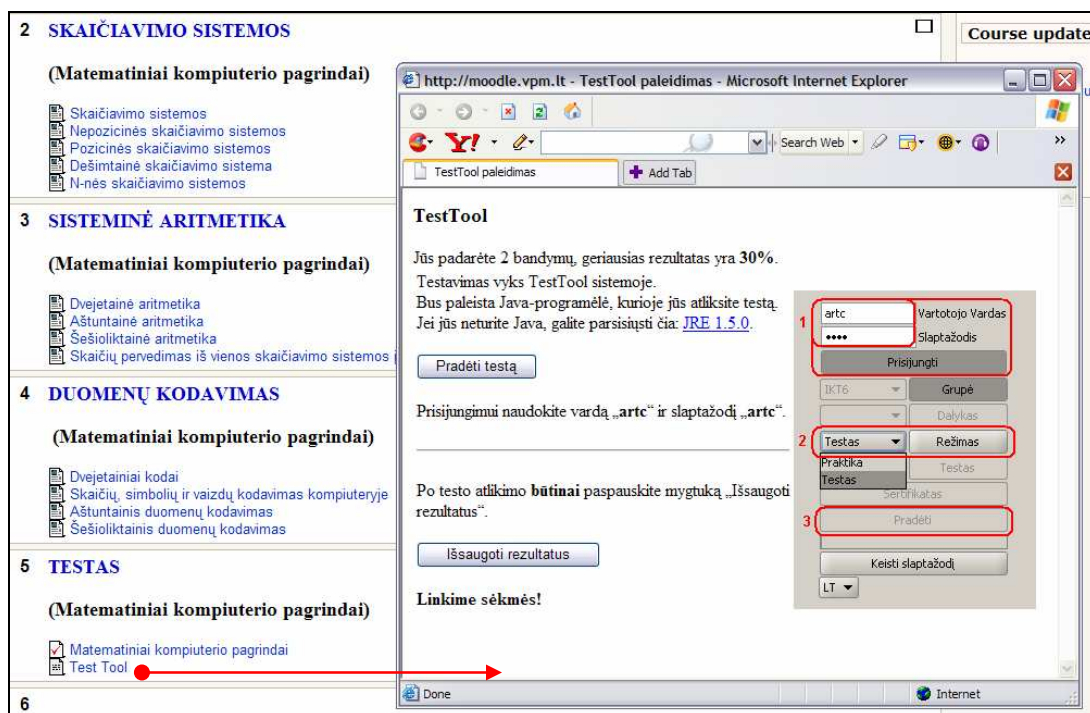 2 SKAIČIAVIMO SISTEMOS
(Matematiniai kompiuterio pagrindai)
Skaičiavimo sistemos
Nepozicinės skaičiavimo sistemos
Pozicinės skaičiavimo sistemos
Dešimtainė skaičiavimo sistema
N-nės skaičiavimo sistemos
3 SISTEMINĖ ARITMETIKA
(Matematiniai kompiuterio pagrindai)
Dvejetainė aritmetika
Aštuntainė aritmetika
Šešioliktainė aritmetika
Skaičių pervedimas iš vienos skaičiavimo sistemos į
4 DUOMENŲ KODAVIMAS
(Matematiniai kompiuterio pagrindai)
Dvejetainiai kodai
Skaičių, simbolių ir vaizdų kodavimas kompiuteryje
Aštuntainis duomenų kodavimas
Šešioliktainis duomenų kodavimas
5 TESTAS
(Matematiniai kompiuterio pagrindai)
Matematiniai kompiuterio pagrindai
Test Tool
6
Course update
http://moodle.vpm.lt - TestTool paleidimas - Microsoft Internet Explorer
Y! Search Web
TestTool paleidimas Add Tab
TestTool
Jūs padarėte 2 bandymų, geriausias rezultatas yra 30%.
Testavimas vyks TestTool sistemoje.
Bus paleista Java-programėlė, kurioje jūs atliksite testą.
Jei jūs neturite Java, galite parsisiųsti čia: JRE 1.5.0.
Pradėti testą
Prisijungimui naudokite vardą „artc“ ir slaptažodį „artc“.
Po testo atlikimo būtinai paspauskite mygtuką „Išsaugoti
rezultatus“.
Išsaugoti rezultatus
Linkime sėkmės!
1 artc Vartotojo Vardas
•••• Slaptažodis
Prisijungti
IKT6 Grupė
Dalykas
2 Testas Režimas
Praktika
Testas Testas
Sertifikatas
3 Pradėti
Keisti slaptažodį
LT
Done Internet